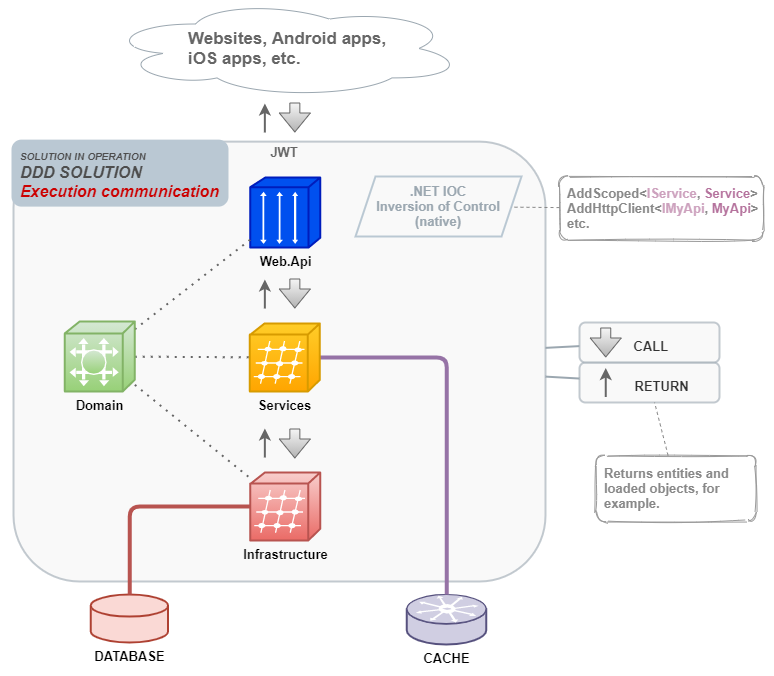 Websites, Android apps,
iOS apps, etc.
SOLUTION IN OPERATION
DDD SOLUTION
Execution communication
JWT
.NET IOC
Inversion of Control
(native)
AddScoped<IService, Service>
AddHttpClient<IMyApi, MyApi>
etc.
Web.Api
CALL
RETURN
Domain
Services
Returns entities and
loaded objects, for
example.
Infrastructure
DATABASE
CACHE